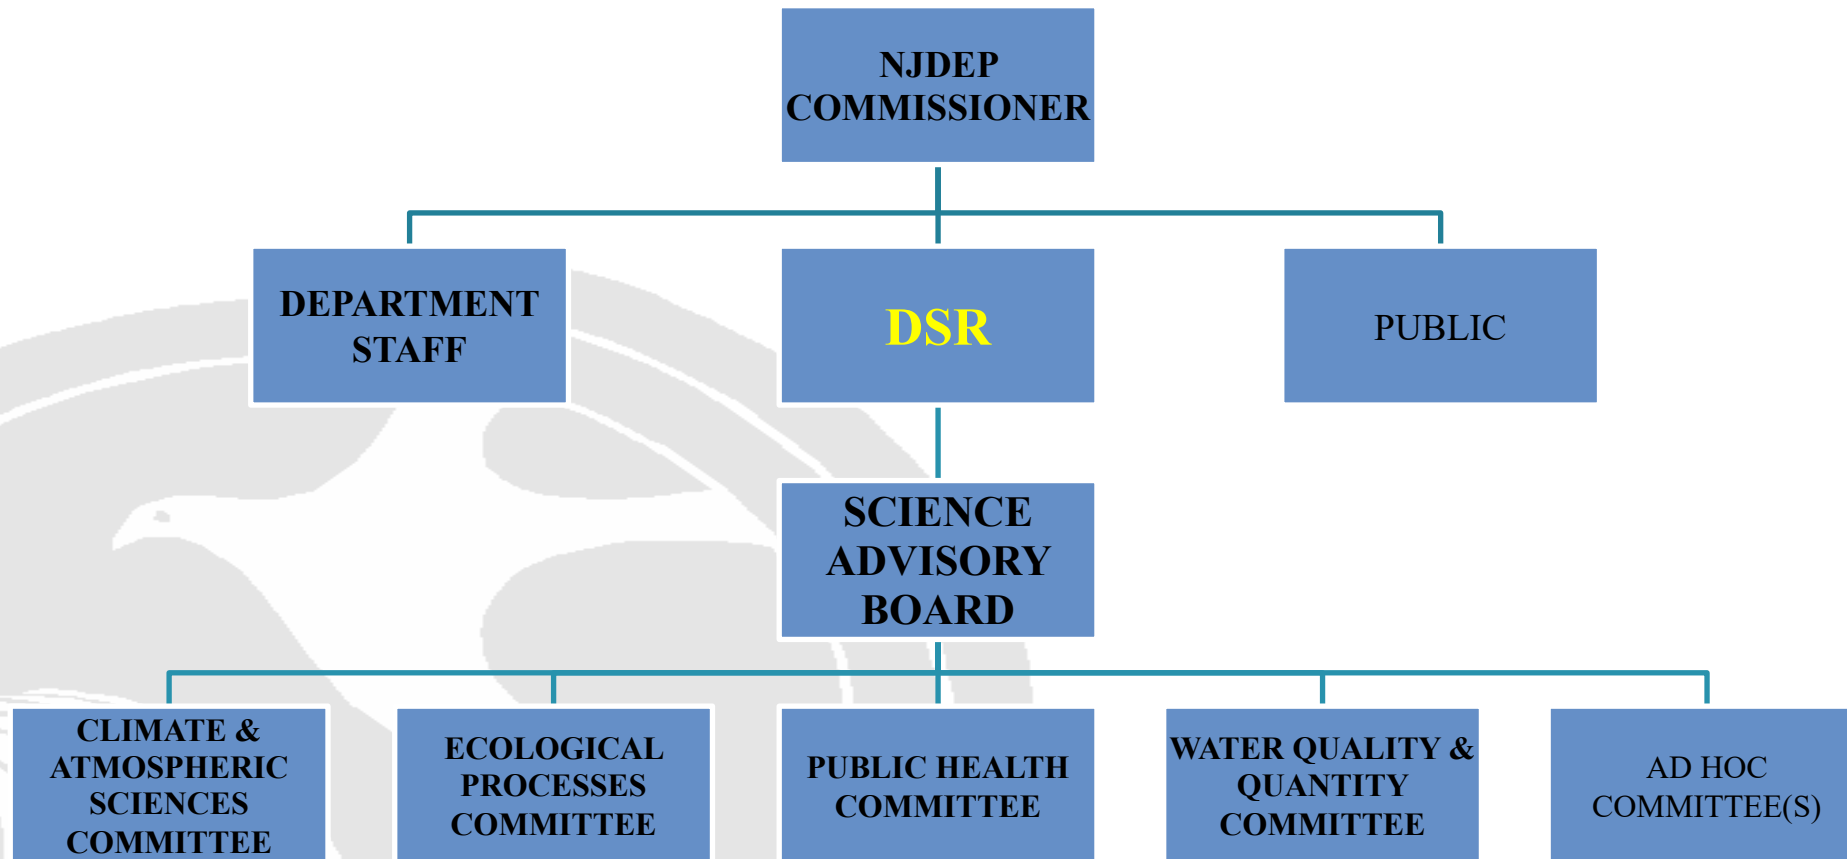 NJDEP
COMMISSIONER
DEPARTMENT
STAFF
DSR
PUBLIC
SCIENCE
ADVISORY
BOARD
CLIMATE &
ATMOSPHERIC
SCIENCES
COMMITTEE
ECOLOGICAL
PROCESSES
COMMITTEE
PUBLIC HEALTH
COMMITTEE
WATER QUALITY &
QUANTITY
COMMITTEE
AD HOC
COMMITTEE(S)